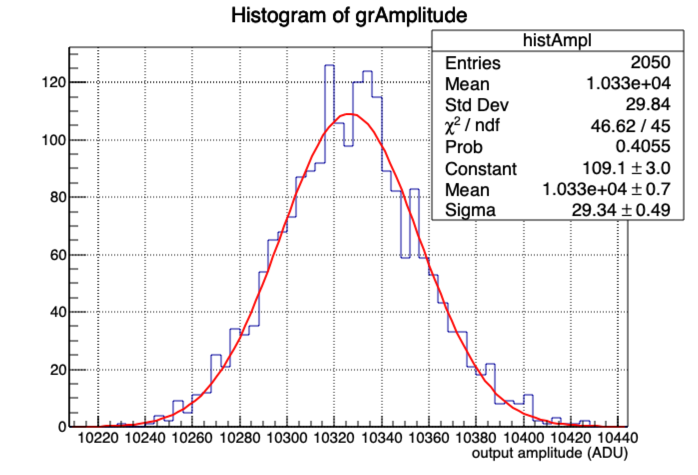 Histogram of grAmplitude
histAmpl
Entries 2050
Mean 1.033e+04
Std Dev 29.84
χ² / ndf 46.62 / 45
Prob 0.4055
Constant 109.1 ± 3.0
Mean 1.033e+04 ± 0.7
Sigma 29.34 ± 0.49
120
100
80
60
40
20
0
10220 10240 10260 10280 10300 10320 10340 10360 10380 10400 10420 10440
output amplitude (ADU)